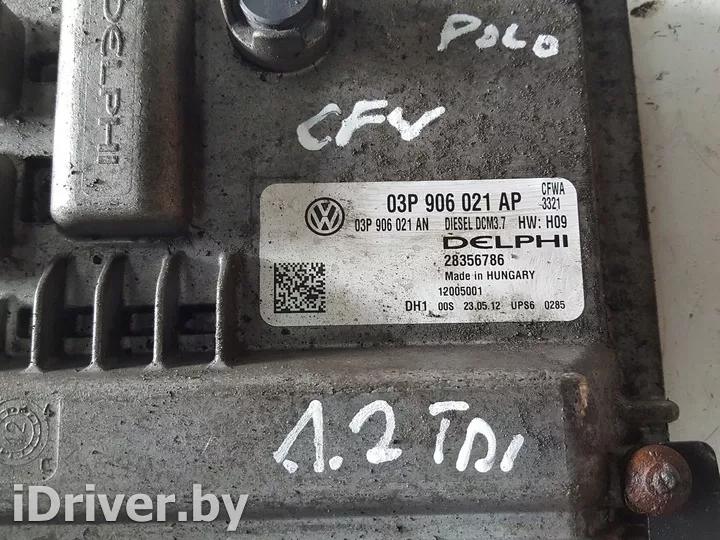 DELPHI
POLO
CFW
03P 906 021 AP
CFWA
3321
03P 906 021 AN DIESEL DCM3.7 HW: H09
DELPHI
28356786
Made in HUNGARY
12005001
DH1 00S 23.05.12 UPS6 0285
1.2 TDI
iDriver.by